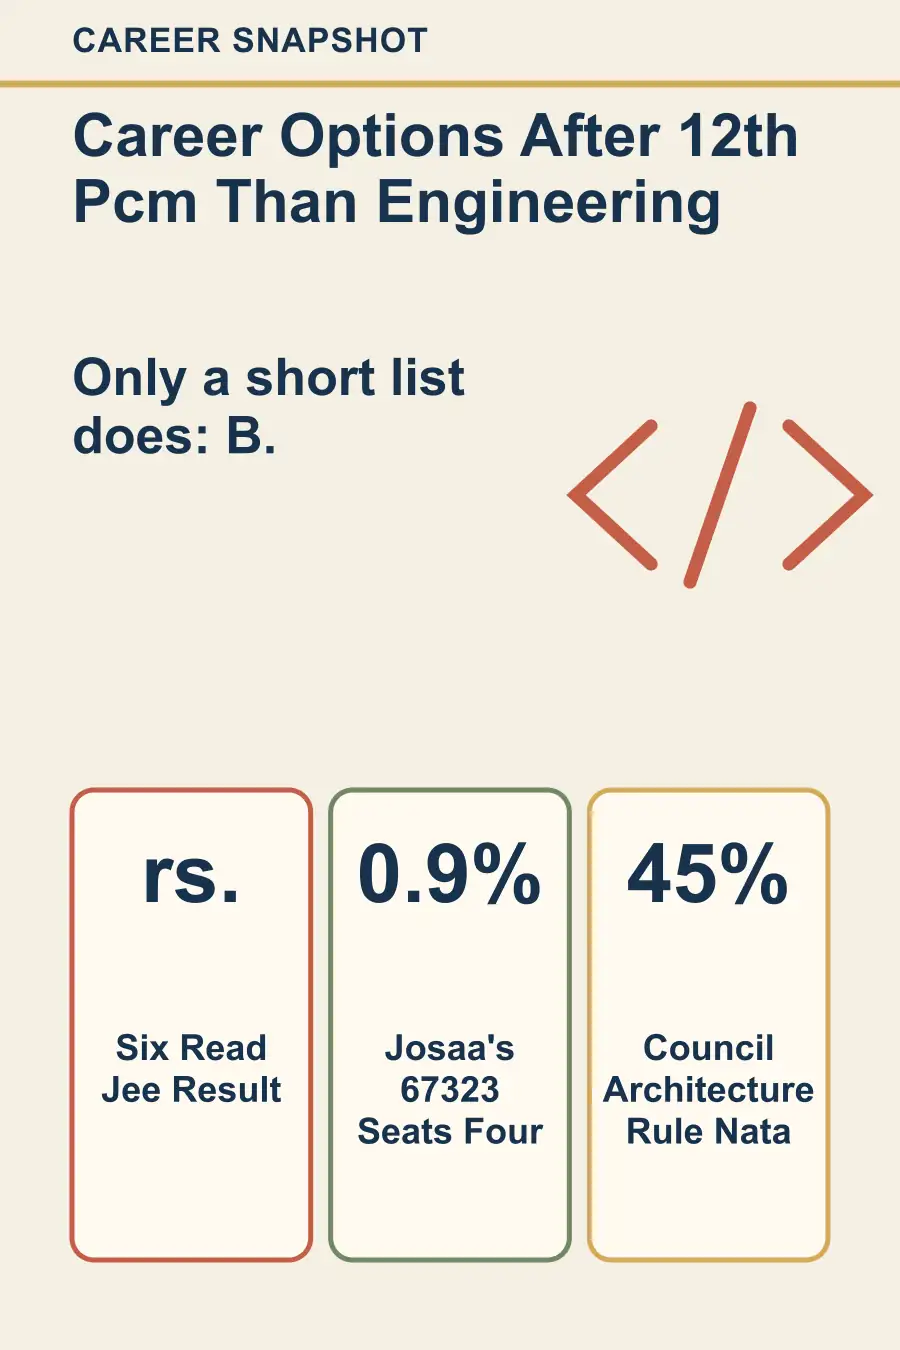 CAREER SNAPSHOT
Career Options After 12th
Pcm Than Engineering
Only a short list
does: B.
rs.
Six Read
Jee Result
0.9%
Josaa's
67323
Seats Four
45%
Council
Architecture
Rule Nata